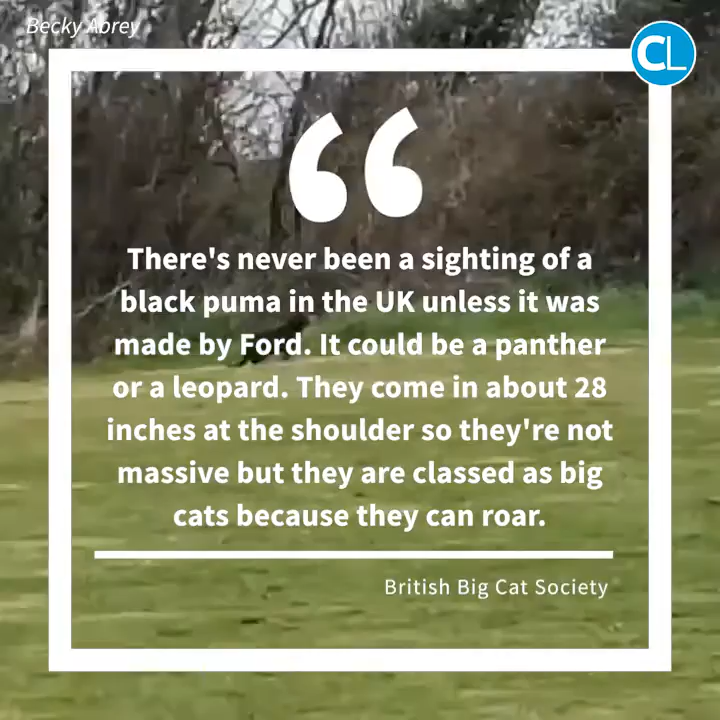 Becky Abrey
CL
“
There's never been a sighting of a
black puma in the UK unless it was
made by Ford. It could be a panther
or a leopard. They come in about 28
inches at the shoulder so they're not
massive but they are classed as big
cats because they can roar.
British Big Cat Society